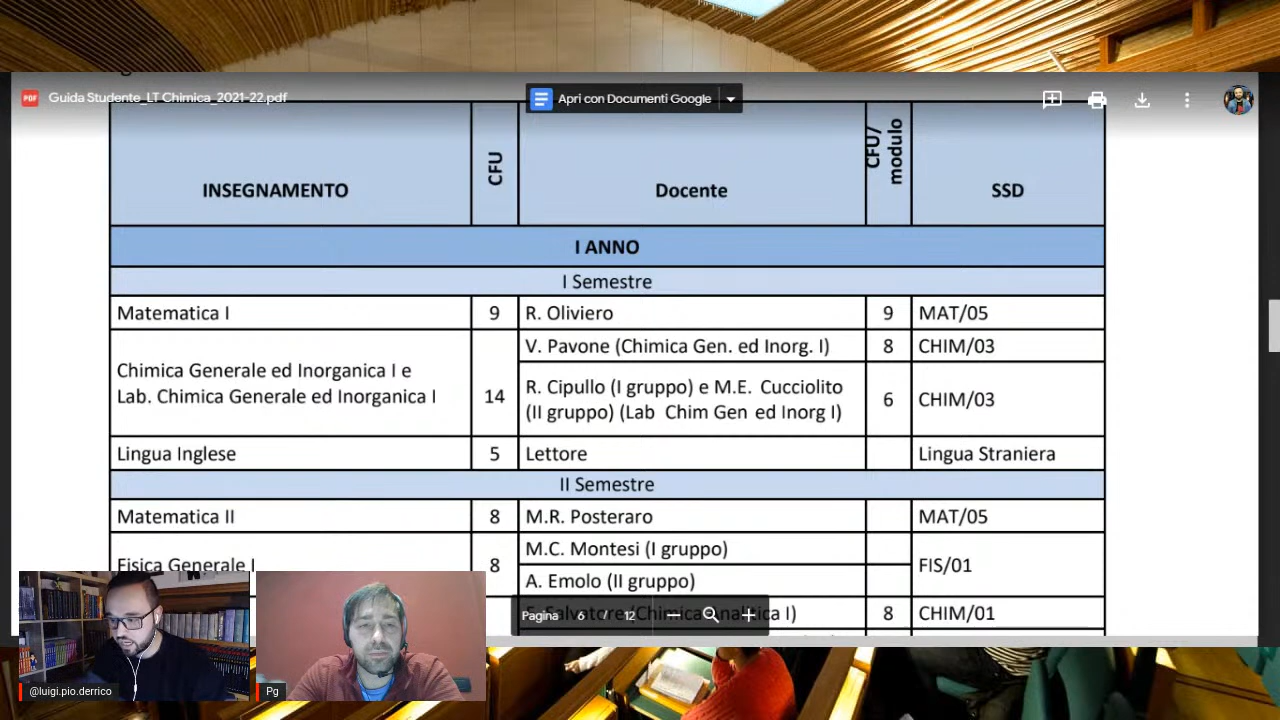 Guida Studente_LT Chimica_2021-22.pdf
Apri con Documenti Google
INSEGNAMENTO
CFU
Docente
CFU/
modulo
SSD
I ANNO
I Semestre
Matematica I
9
R. Oliviero
9
MAT/05
Chimica Generale ed Inorganica I e
Lab. Chimica Generale ed Inorganica I
14
V. Pavone (Chimica Gen. ed Inorg. I)
8
CHIM/03
R. Cipullo (I gruppo) e M.E. Cucciolito
(II gruppo) (Lab Chim Gen ed Inorg I)
6
CHIM/03
Lingua Inglese
5
Lettore
Lingua Straniera
II Semestre
Matematica II
8
M.R. Posteraro
MAT/05
Fisica Generale I
8
M.C. Montesi (I gruppo)
A. Emolo (II gruppo)
FIS/01
F. Salvatore (Chimica Analitica I)
8
CHIM/01
Pagina 6 / 12
@luigi.pio.derrico
Pg